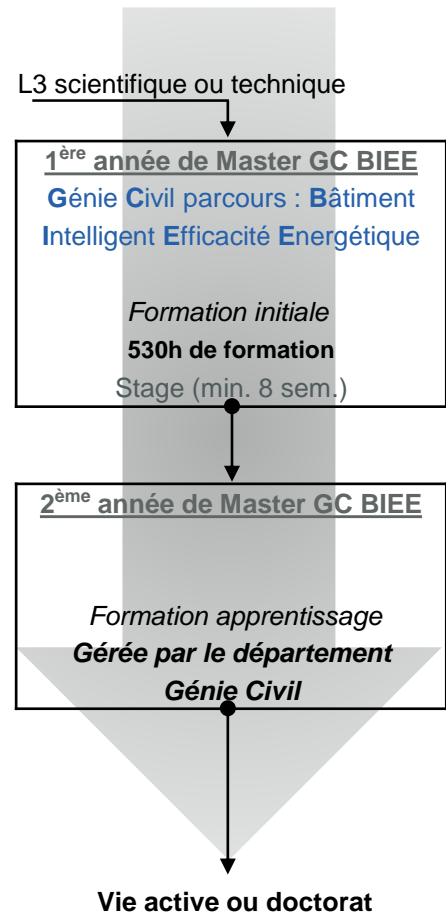 L3 scientifique ou technique
1ère année de Master GC BIEE
Génie Civil parcours : Bâtiment
Intelligent Efficacité Energétique
Formation initiale
530h de formation
Stage (min. 8 sem.)
2ème année de Master GC BIEE
Formation apprentissage
Gérée par le département
Génie Civil
Vie active ou doctorat